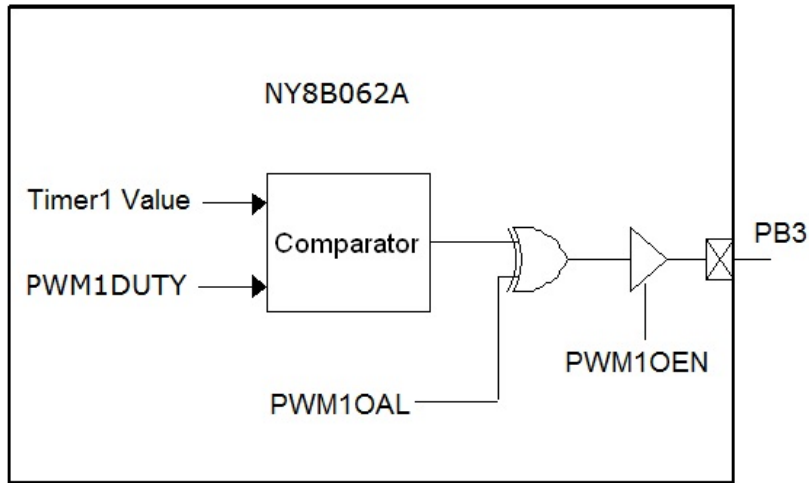 NY8B062A
Timer1 Value
Comparator
PB3
PWM1DUTY
PWM1OEN
PWM1OAL